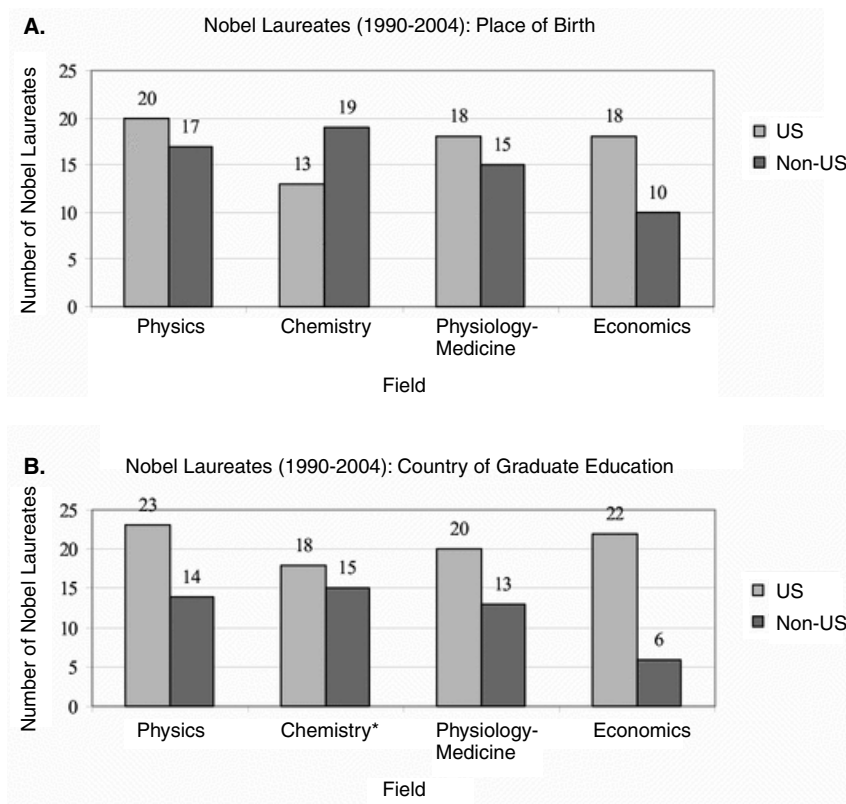 A.
Nobel Laureates (1990-2004): Place of Birth
Number of Nobel Laureates
25
20
15
10
5
0
20
17
13
19
18
15
18
10
US
Non-US
Physics
Chemistry
Physiology-
Medicine
Economics
Field
B.
Nobel Laureates (1990-2004): Country of Graduate Education
Number of Nobel Laureates
25
20
15
10
5
0
23
14
18
15
20
13
22
6
US
Non-US
Physics
Chemistry*
Physiology-
Medicine
Economics
Field